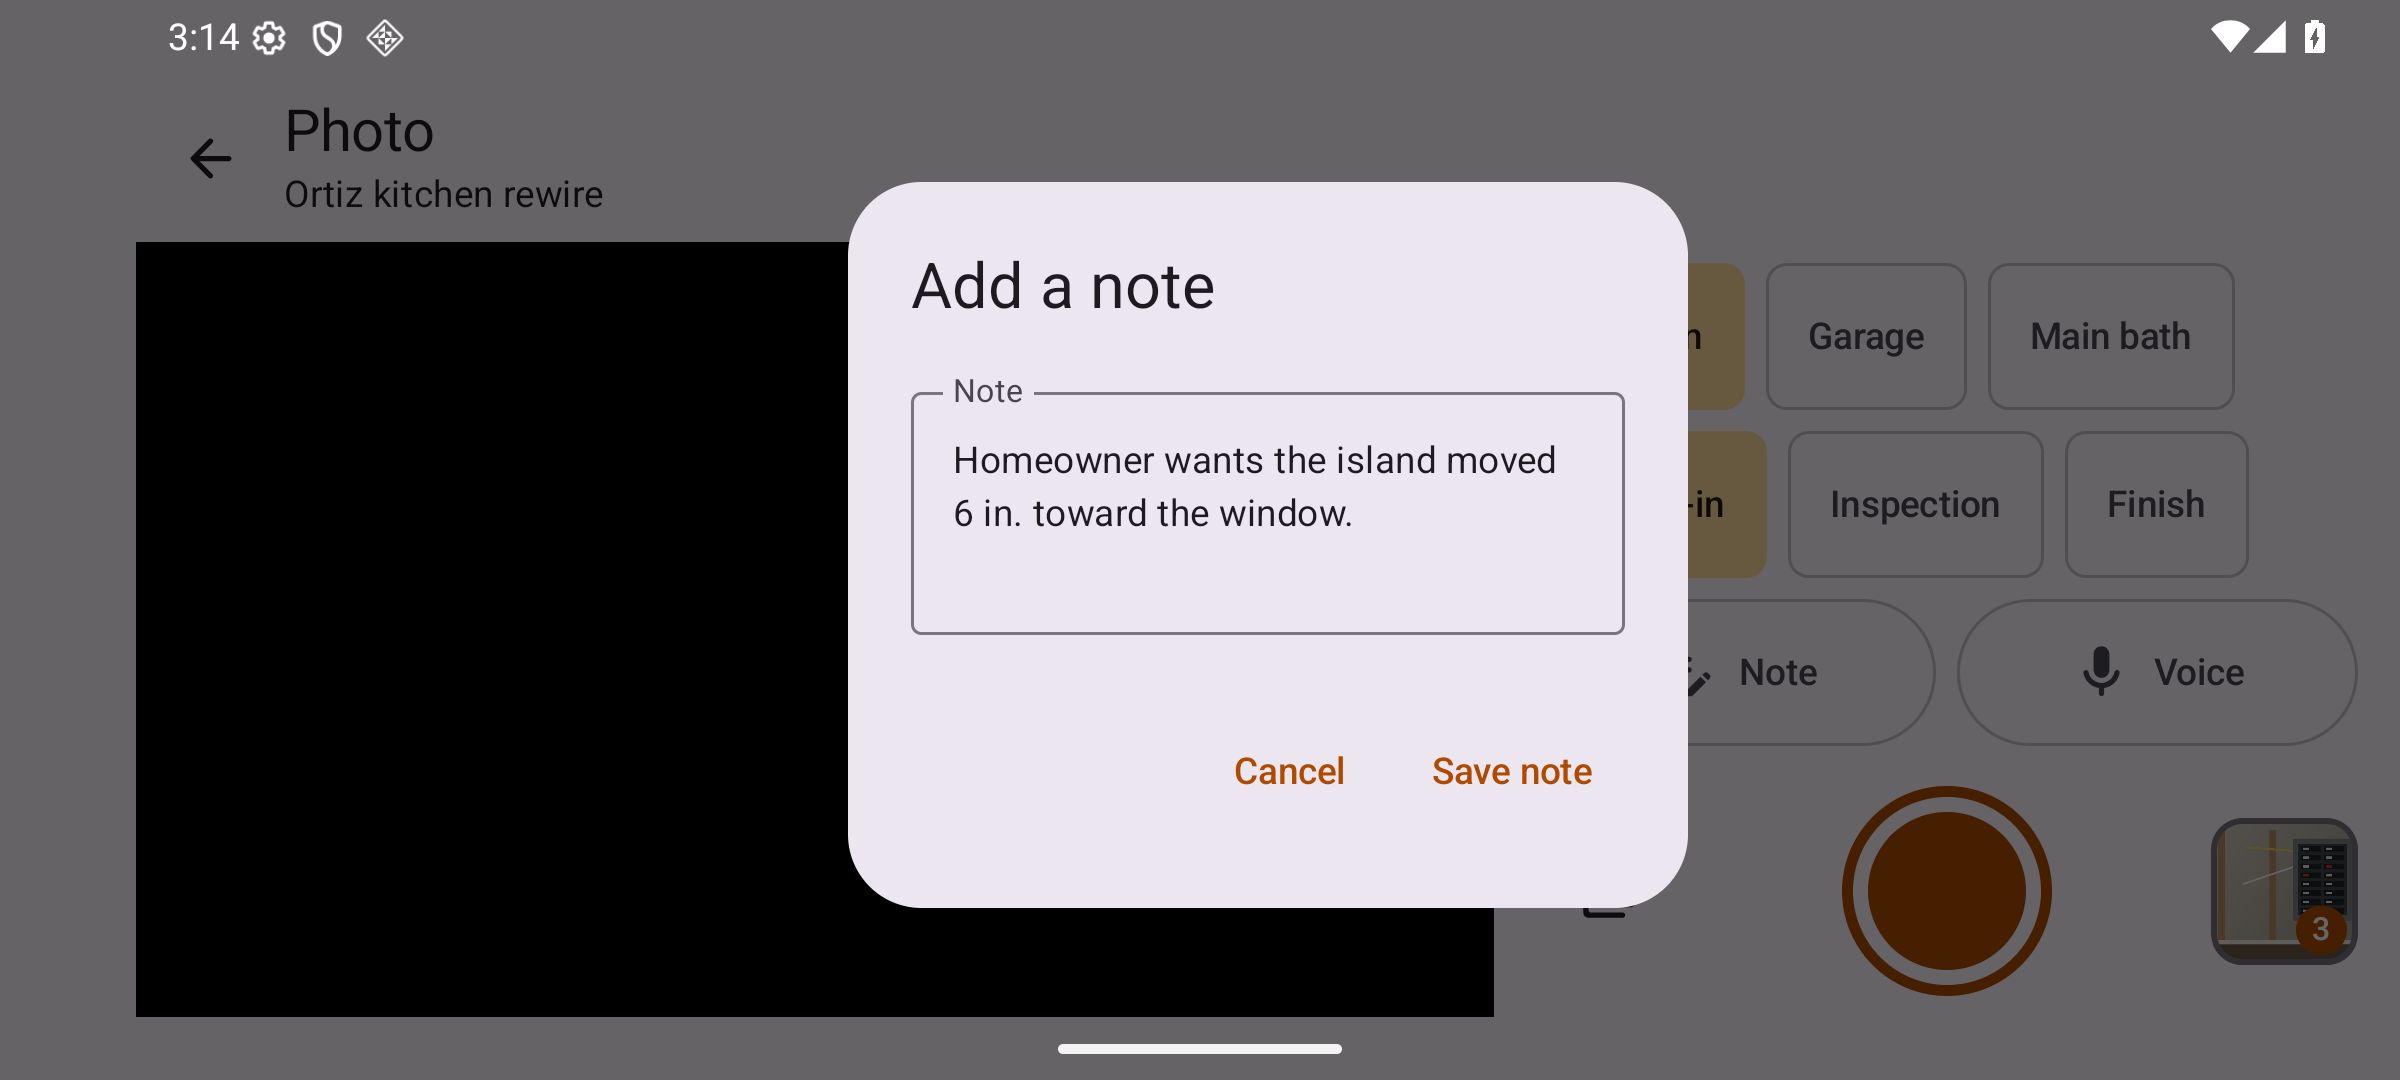 3:14
Photo
Ortiz kitchen rewire
Add a note
Note
Homeowner wants the island moved
6 in. toward the window.
Cancel
Save note
Garage
Main bath
-in
Inspection
Finish
Note
Voice
3